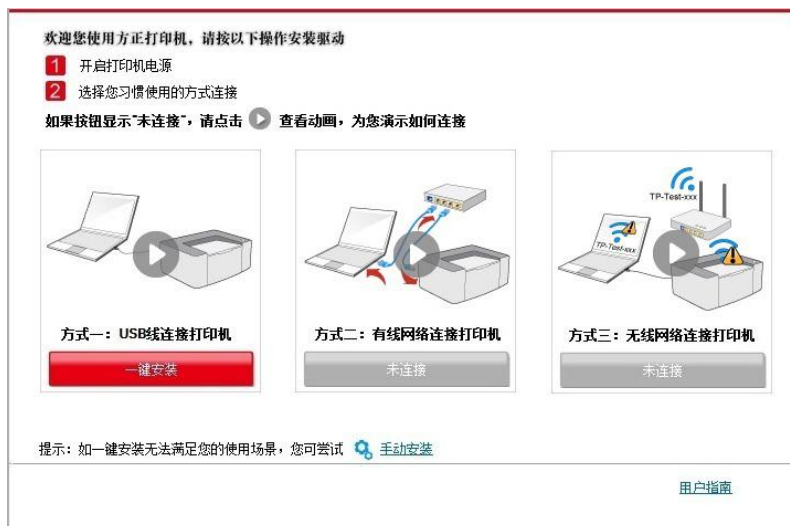 欢迎您使用方正打印机，请按以下操作安装驱动
1 开启打印机电源
2 选择您习惯使用的方式连接
如果按钮显示"未连接"，请点击 查看动画，为您演示如何连接
TP-Test-xxx
TP-Test-xxx
方式一：USB线连接打印机
方式二：有线网络连接打印机
方式三：无线网络连接打印机
一键安装
未连接
未连接
提示：如一键安装无法满足您的使用场景，您可尝试 手动安装
用户指南